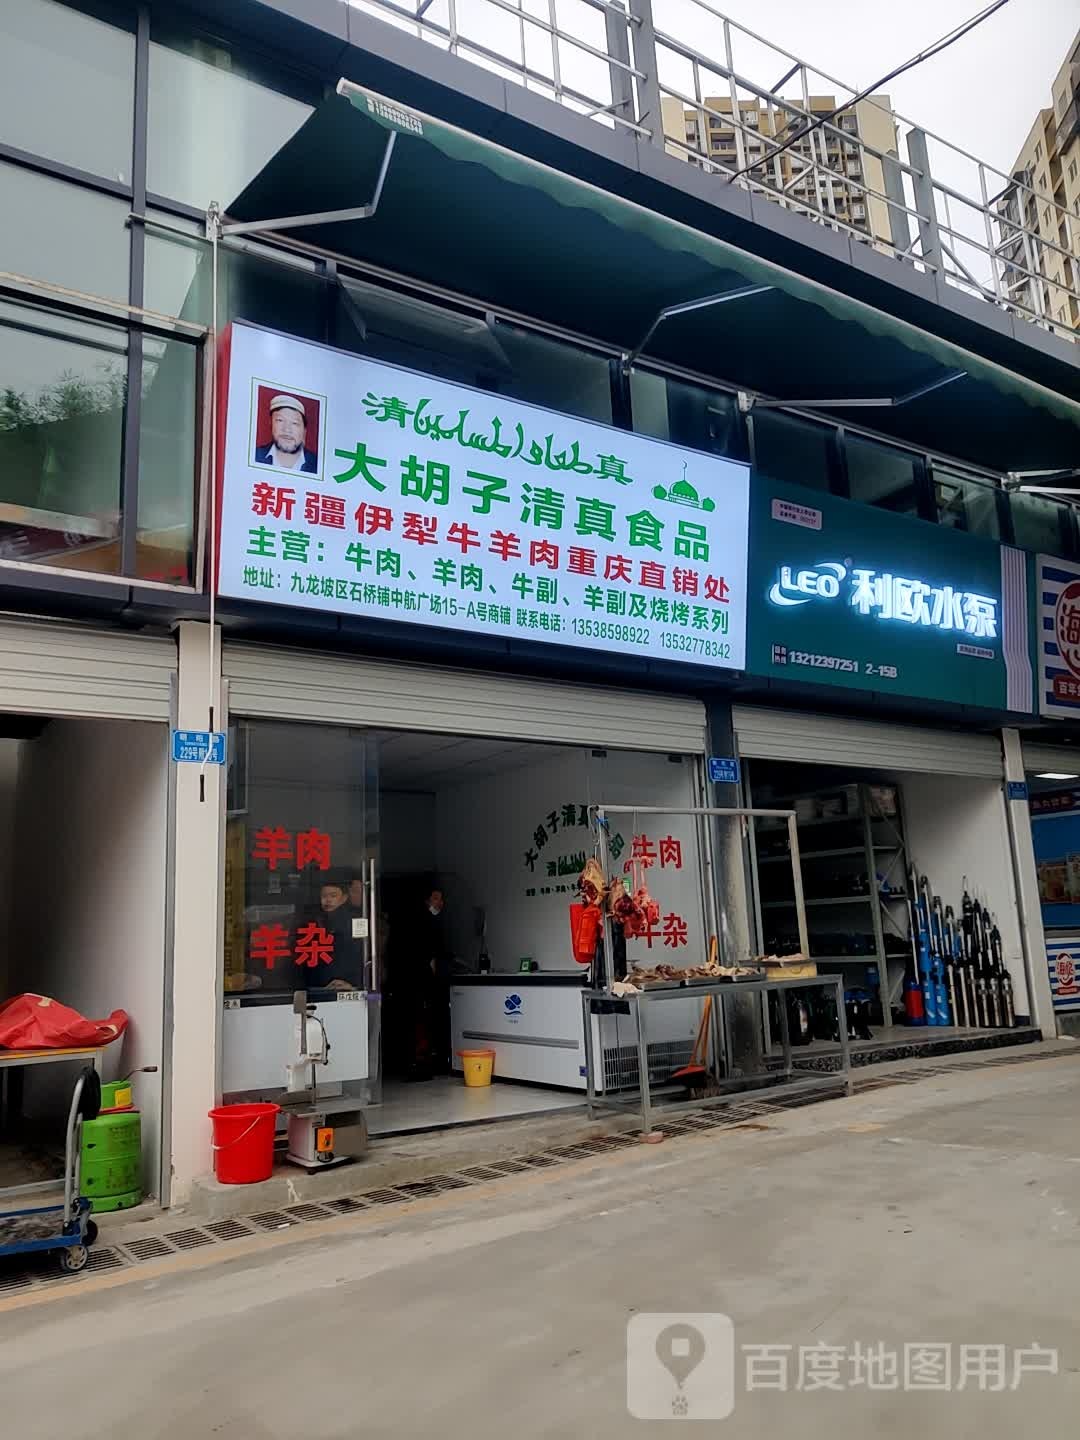 清 真
大胡子清真食品
新疆伊犁牛羊肉重庆直销处
主营：牛肉、羊肉、牛副、羊副及烧烤系列
地址：九龙坡区石桥铺中航广场15-A号商铺 联系电话：13538598922 13532778342
LEO 利欧水泵
13212397251 2-15B
百年
羊肉
羊杂
牛肉
牛杂
大胡子清真
清
百度地图用户